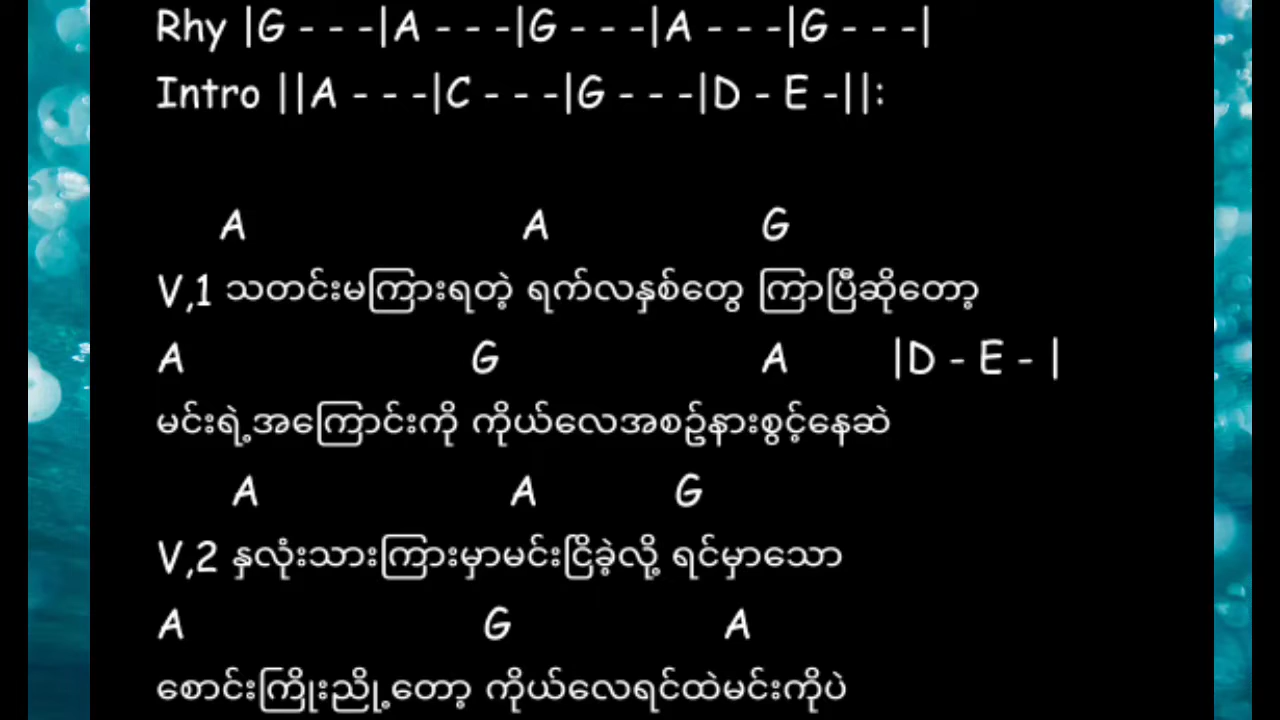 Rhy |G - - -|A - - -|G - - -|A - - -|G - - -|
Intro ||A - - -|C - - -|G - - -|D - E -||:
A A G
V,1 သတင်းမကြားရတဲ့ ရက်လနှစ်တွေ ကြာပြီဆိုတော့
A G A |D - E - |
မင်းရဲ့အကြောင်းကို ကိုယ်လေအစဉ်နားစွင့်နေဆဲ
A A G
V,2 နှလုံးသားကြားမှာမင်းငြိခဲ့လို့ ရင်မှာသော
A G A
စောင်းကြိုးညှို့တော့ ကိုယ်လေရင်ထဲမင်းကိုပဲ